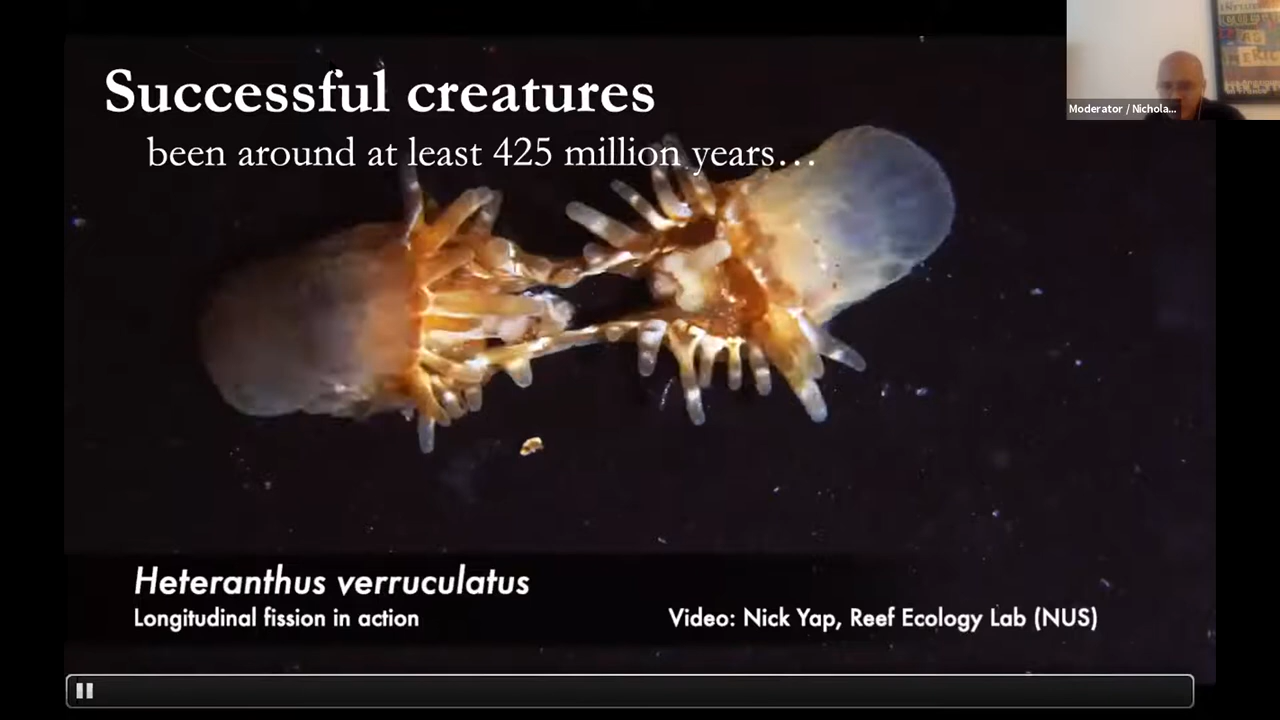 Successful creatures
been around at least 425 million years...
Moderator / Nichola...
Heteranthus verruculatus
Longitudinal fission in action
Video: Nick Yap, Reef Ecology Lab (NUS)